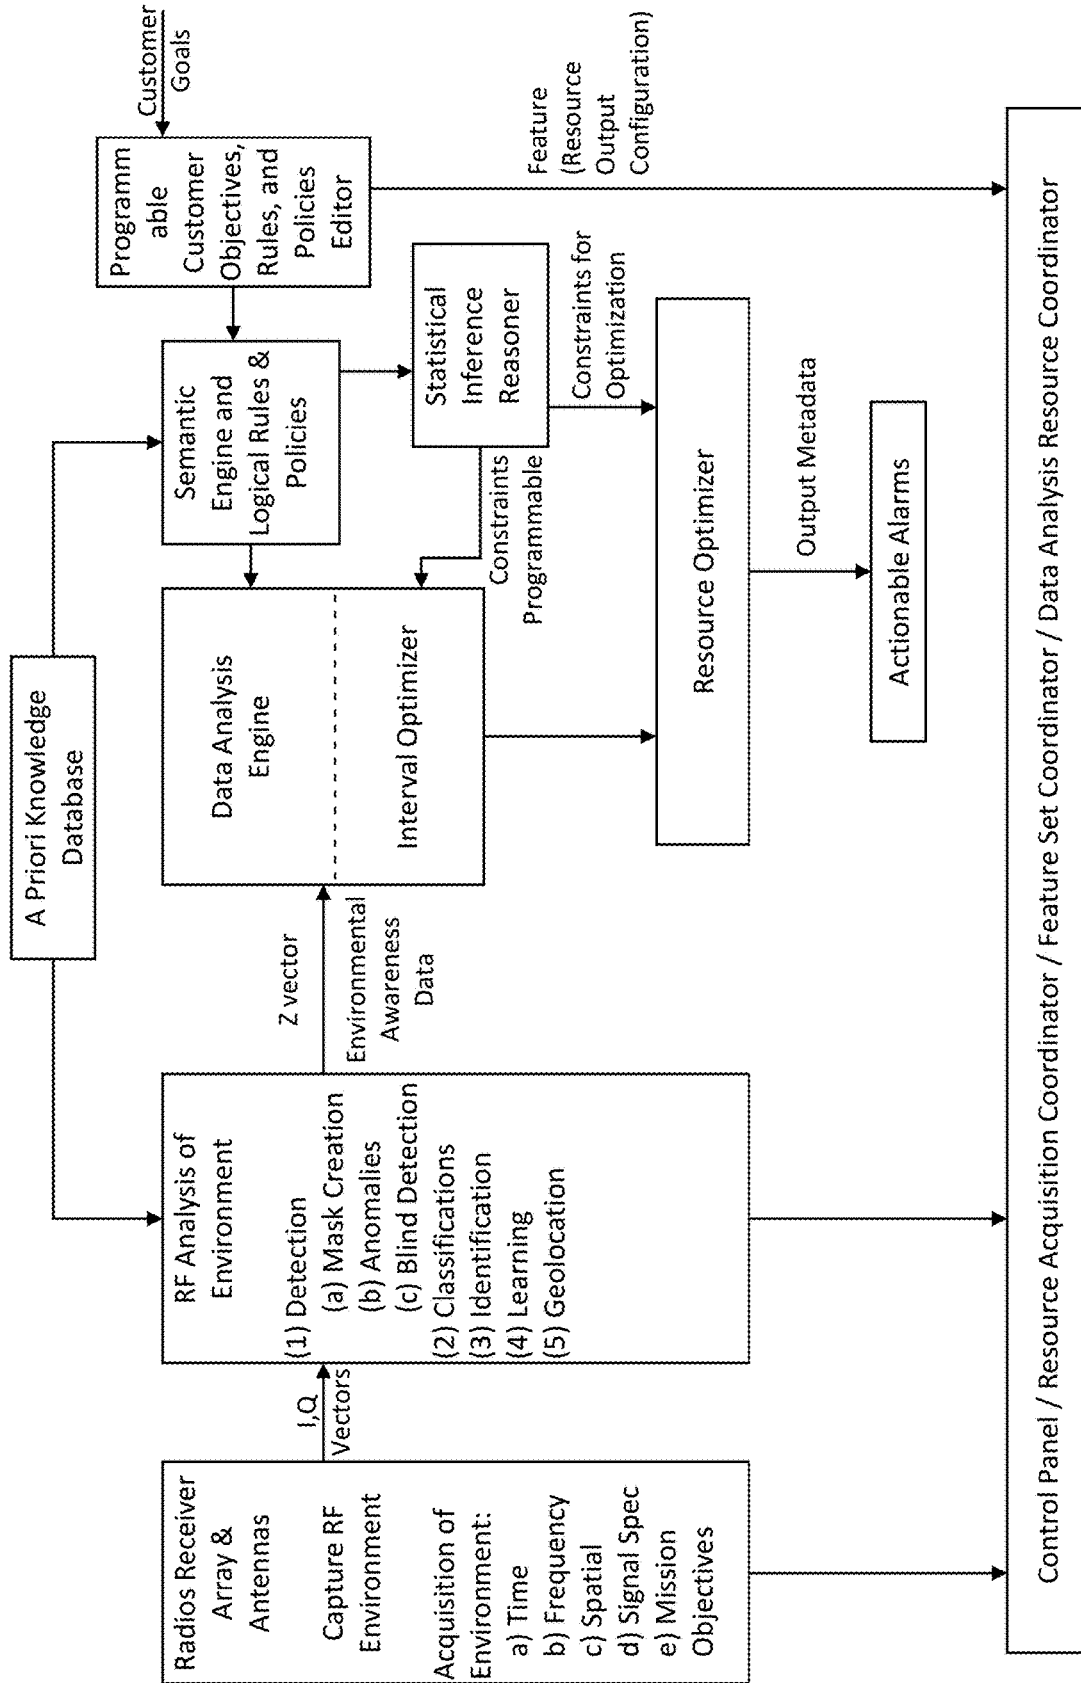 A Priori Knowledge
Database
Customer
Goals
Radios Receiver
Array &
Antennas
Capture RF
Environment
Acquisition of
Environment:
a) Time
b) Frequency
c) Spatial
d) Signal Spec
e) Mission
Objectives
I,Q
Vectors
RF Analysis of
Environment
(1) Detection
(a) Mask Creation
(b) Anomalies
(c) Blind Detection
(2) Classifications
(3) Identification
(4) Learning
(5) Geolocation
Z vector
Environmental
Awareness
Data
Data Analysis
Engine
Interval Optimizer
Semantic
Engine and
Logical Rules &
Policies
Programm
able
Customer
Objectives,
Rules, and
Policies
Editor
Statistical
Inference
Reasoner
Constraints
Programmable
Constraints for
Optimization
Feature
(Resource
Output
Configuration)
Resource Optimizer
Output Metadata
Actionable Alarms
Control Panel / Resource Acquisition Coordinator / Feature Set Coordinator / Data Analysis Resource Coordinator